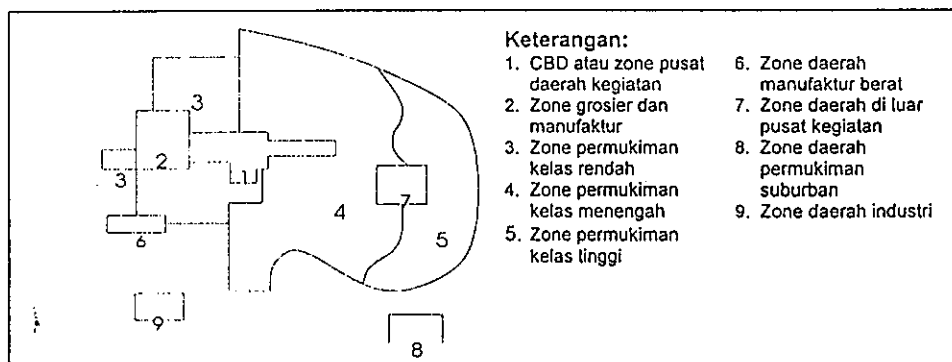 3
2
3
1
4
7
5
6
9
8
Keterangan:
1. CBD atau zone pusat
daerah kegiatan
2. Zone grosier dan
manufaktur
3. Zone permukiman
kelas rendah
4. Zone permukiman
kelas menengah
5. Zone permukiman
kelas tinggi
6. Zone daerah
manufaktur berat
7. Zone daerah di luar
pusat kegiatan
8. Zone daerah
permukiman
suburban
9. Zone daerah industri